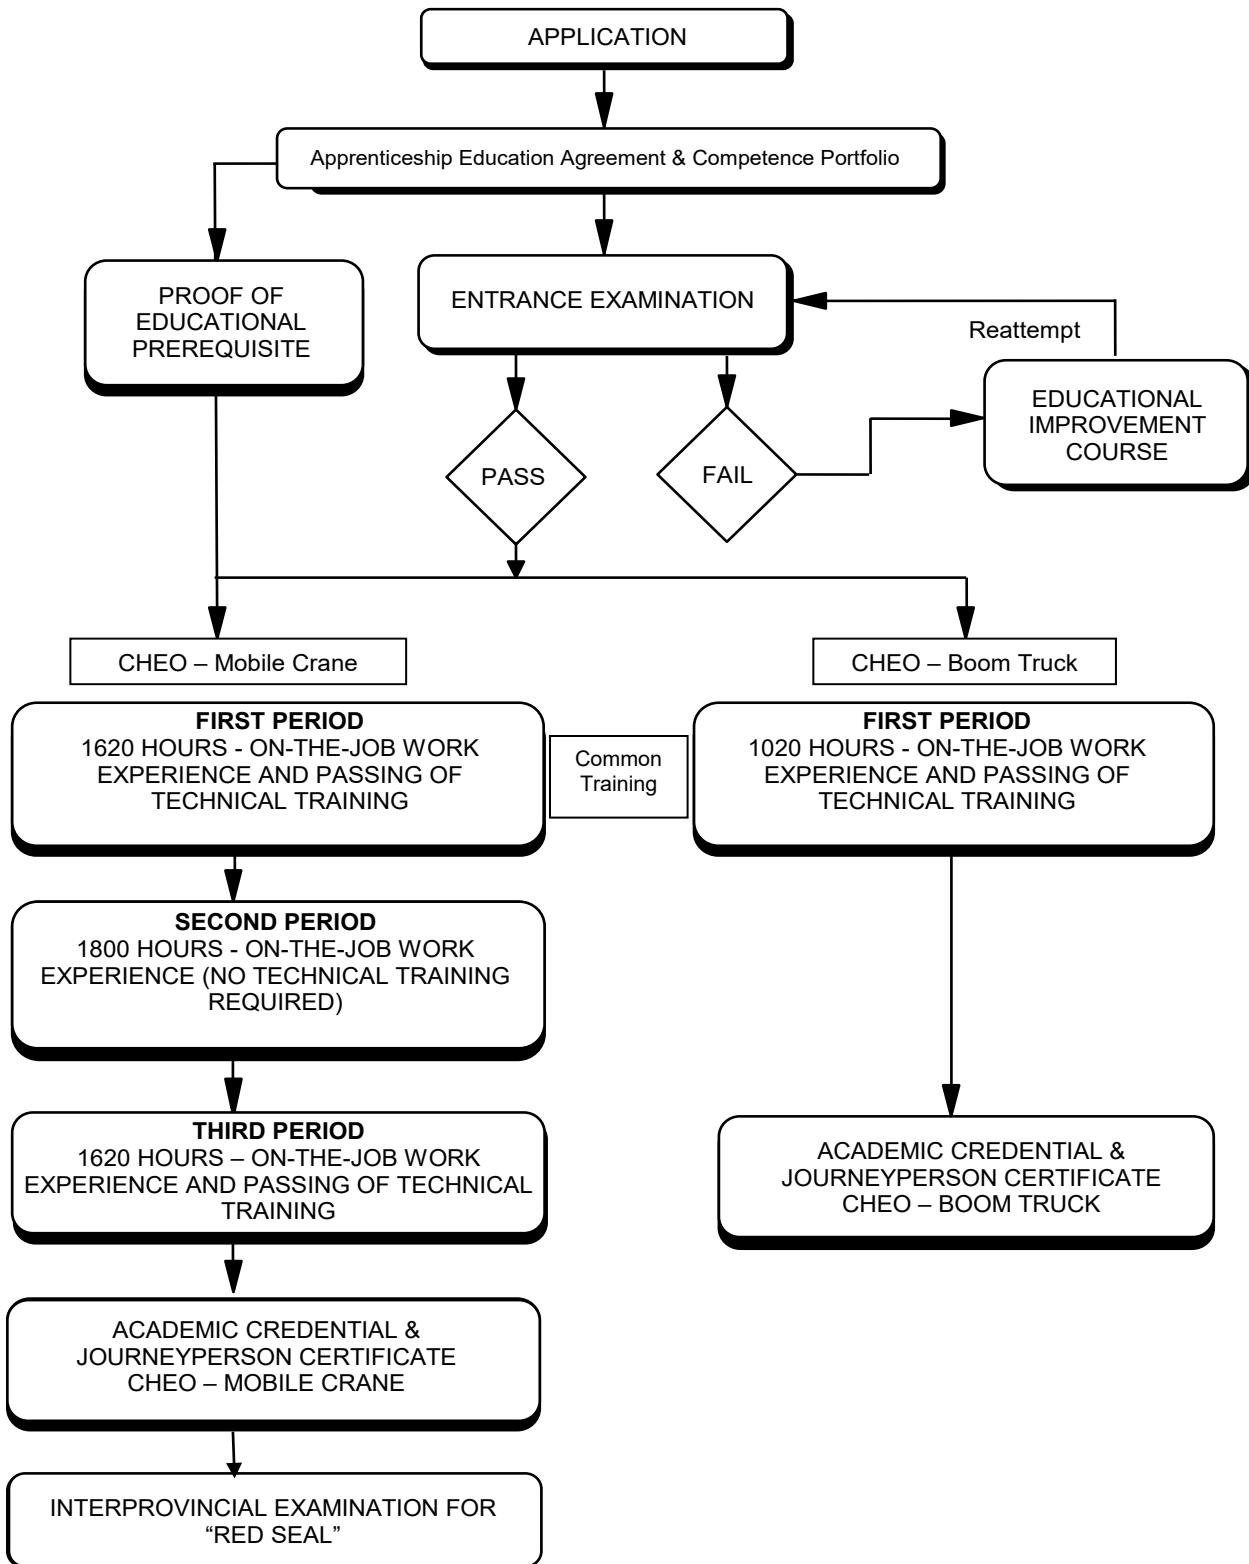 APPLICATION
Apprenticeship Education Agreement & Competence Portfolio
PROOF OF
EDUCATIONAL
PREREQUISITE
ENTRANCE EXAMINATION
Reattempt
EDUCATIONAL
IMPROVEMENT
COURSE
PASS
FAIL
CHEO – Mobile Crane
CHEO – Boom Truck
FIRST PERIOD
1620 HOURS - ON-THE-JOB WORK
EXPERIENCE AND PASSING OF
TECHNICAL TRAINING
Common
Training
FIRST PERIOD
1020 HOURS - ON-THE-JOB WORK
EXPERIENCE AND PASSING OF
TECHNICAL TRAINING
SECOND PERIOD
1800 HOURS - ON-THE-JOB WORK
EXPERIENCE (NO TECHNICAL TRAINING
REQUIRED)
THIRD PERIOD
1620 HOURS – ON-THE-JOB WORK
EXPERIENCE AND PASSING OF TECHNICAL
TRAINING
ACADEMIC CREDENTIAL &
JOURNEYPERSON CERTIFICATE
CHEO – BOOM TRUCK
ACADEMIC CREDENTIAL &
JOURNEYPERSON CERTIFICATE
CHEO – MOBILE CRANE
INTERPROVINCIAL EXAMINATION FOR
“RED SEAL”